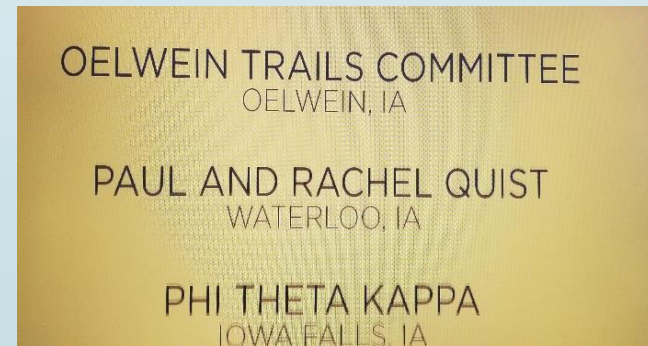 OELWEIN TRAILS COMMITTEE
OELWEIN, IA
PAUL AND RACHEL QUIST
WATERLOO, IA
PHI THETA KAPPA
IOWA FALLS, IA